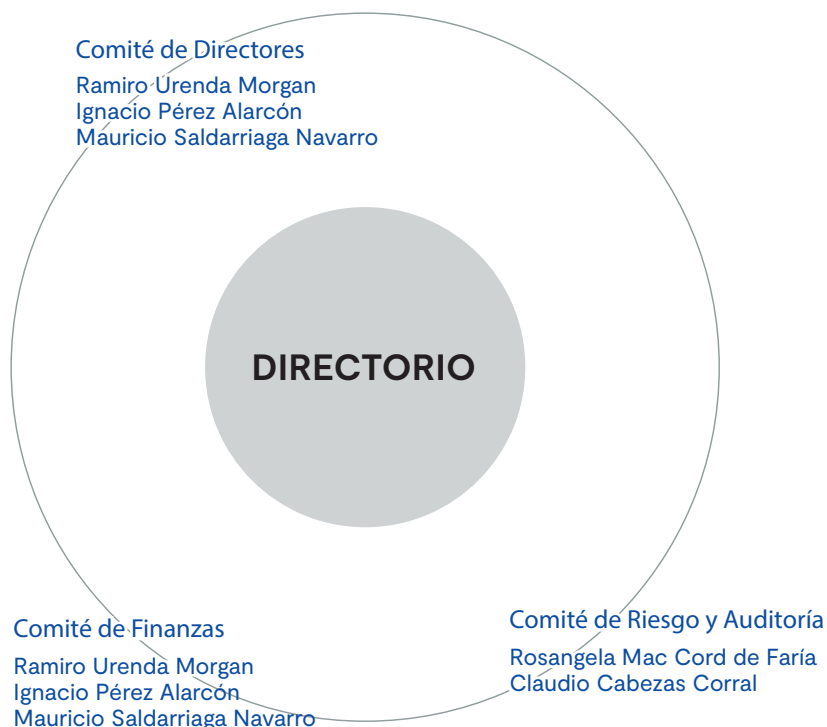 Comité de Directores
Ramiro Urenda Morgan
Ignacio Pérez Alarcón
Mauricio Saldarriaga Navarro
DIRECTORIO
Comité de Finanzas
Ramiro Urenda Morgan
Ignacio Pérez Alarcón
Mauricio Saldarriaga Navarro
Comité de Riesgo y Auditoría
Rosangela Mac Cord de Faría
Claudio Cabezas Corral